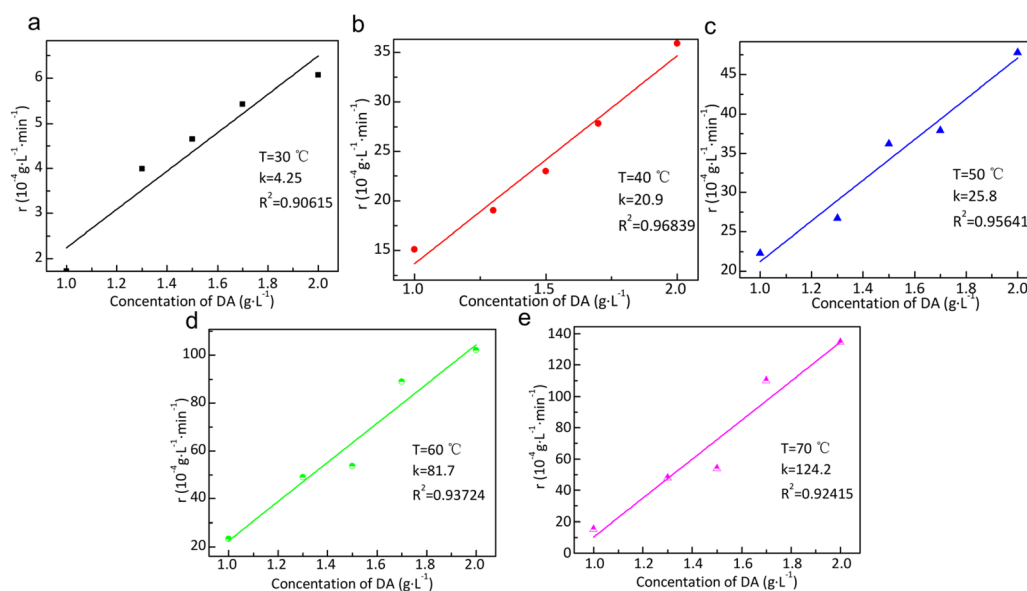 a
r (10⁻⁴g·L⁻¹·min⁻¹)
6
5
4
3
2
T=30 ℃
k=4.25
R²=0.90615
1.0 1.2 1.4 1.6 1.8 2.0
Concentation of DA (g·L⁻¹)
b
r (10⁻⁴g·L⁻¹·min⁻¹)
35
30
25
20
15
T=40 ℃
k=20.9
R²=0.96839
1.0 1.5 2.0
Concentation of DA (g·L⁻¹)
c
r (10⁻⁴g·L⁻¹·min⁻¹)
45
40
35
30
25
20
T=50 ℃
k=25.8
R²=0.95641
1.0 1.2 1.4 1.6 1.8 2.0
Concentation of DA (g·L⁻¹)
d
r (10⁻⁴g·L⁻¹·min⁻¹)
100
80
60
40
20
T=60 ℃
k=81.7
R²=0.93724
1.0 1.2 1.4 1.6 1.8 2.0
Concentation of DA (g·L⁻¹)
e
r (10⁻⁴g·L⁻¹·min⁻¹)
140
120
100
80
60
40
20
0
T=70 ℃
k=124.2
R²=0.92415
1.0 1.2 1.4 1.6 1.8 2.0
Concentation of DA (g·L⁻¹)